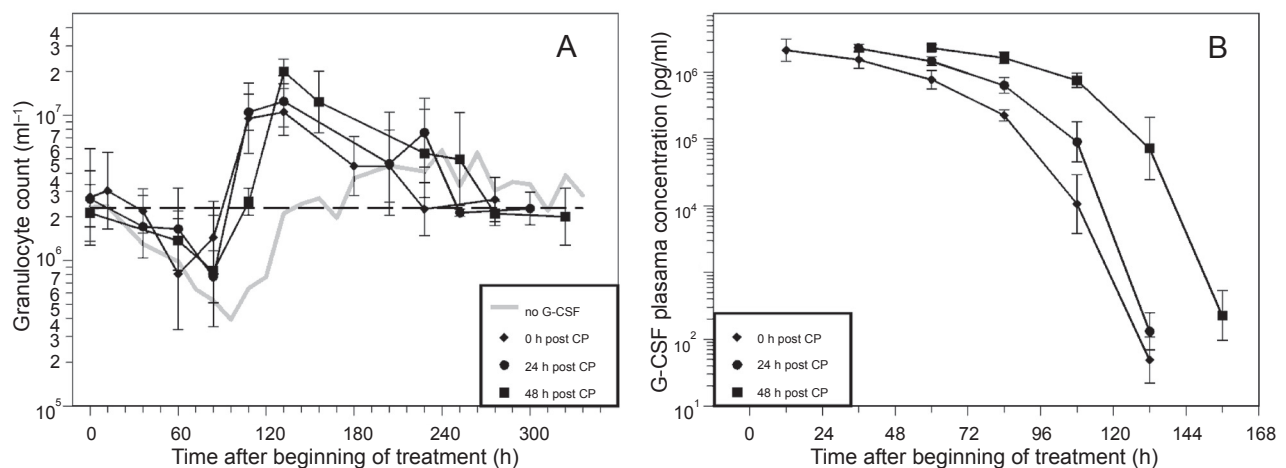 A
Granulocyte count (ml⁻¹)
4
3
2
10⁷
7
6
5
4
3
2
10⁶
7
6
5
4
3
2
10⁵
0 60 120 180 240 300
Time after beginning of treatment (h)
no G-CSF
0 h post CP
24 h post CP
48 h post CP
B
G-CSF plasama concentration (pg/ml)
10⁶
10⁵
10⁴
10²
10¹
0 24 48 72 96 120 144 168
Time after beginning of treatment (h)
0 h post CP
24 h post CP
48 h post CP